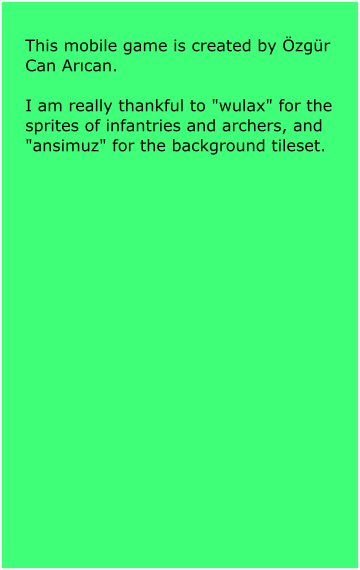 This mobile game is created by Özgür
Can Arıcan.
I am really thankful to "wulax" for the
sprites of infantries and archers, and
"ansimuz" for the background tileset.